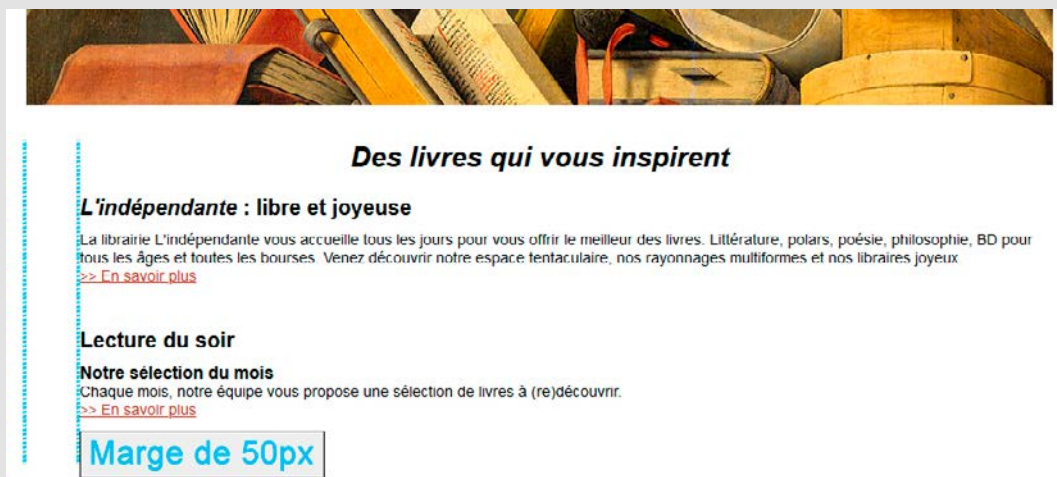 Des livres qui vous inspirent
L'indépendante : libre et joyeuse
La librairie L'indépendante vous accueille tous les jours pour vous offrir le meilleur des livres. Littérature, polars, poésie, philosophie, BD pour
tous les âges et toutes les bourses. Venez découvrir notre espace tentaculaire, nos rayonnages multiformes et nos libraires joyeux
>> En savoir plus
Lecture du soir
Notre sélection du mois
Chaque mois, notre équipe vous propose une sélection de livres à (re)découvrir.
>> En savoir plus
Marge de 50px